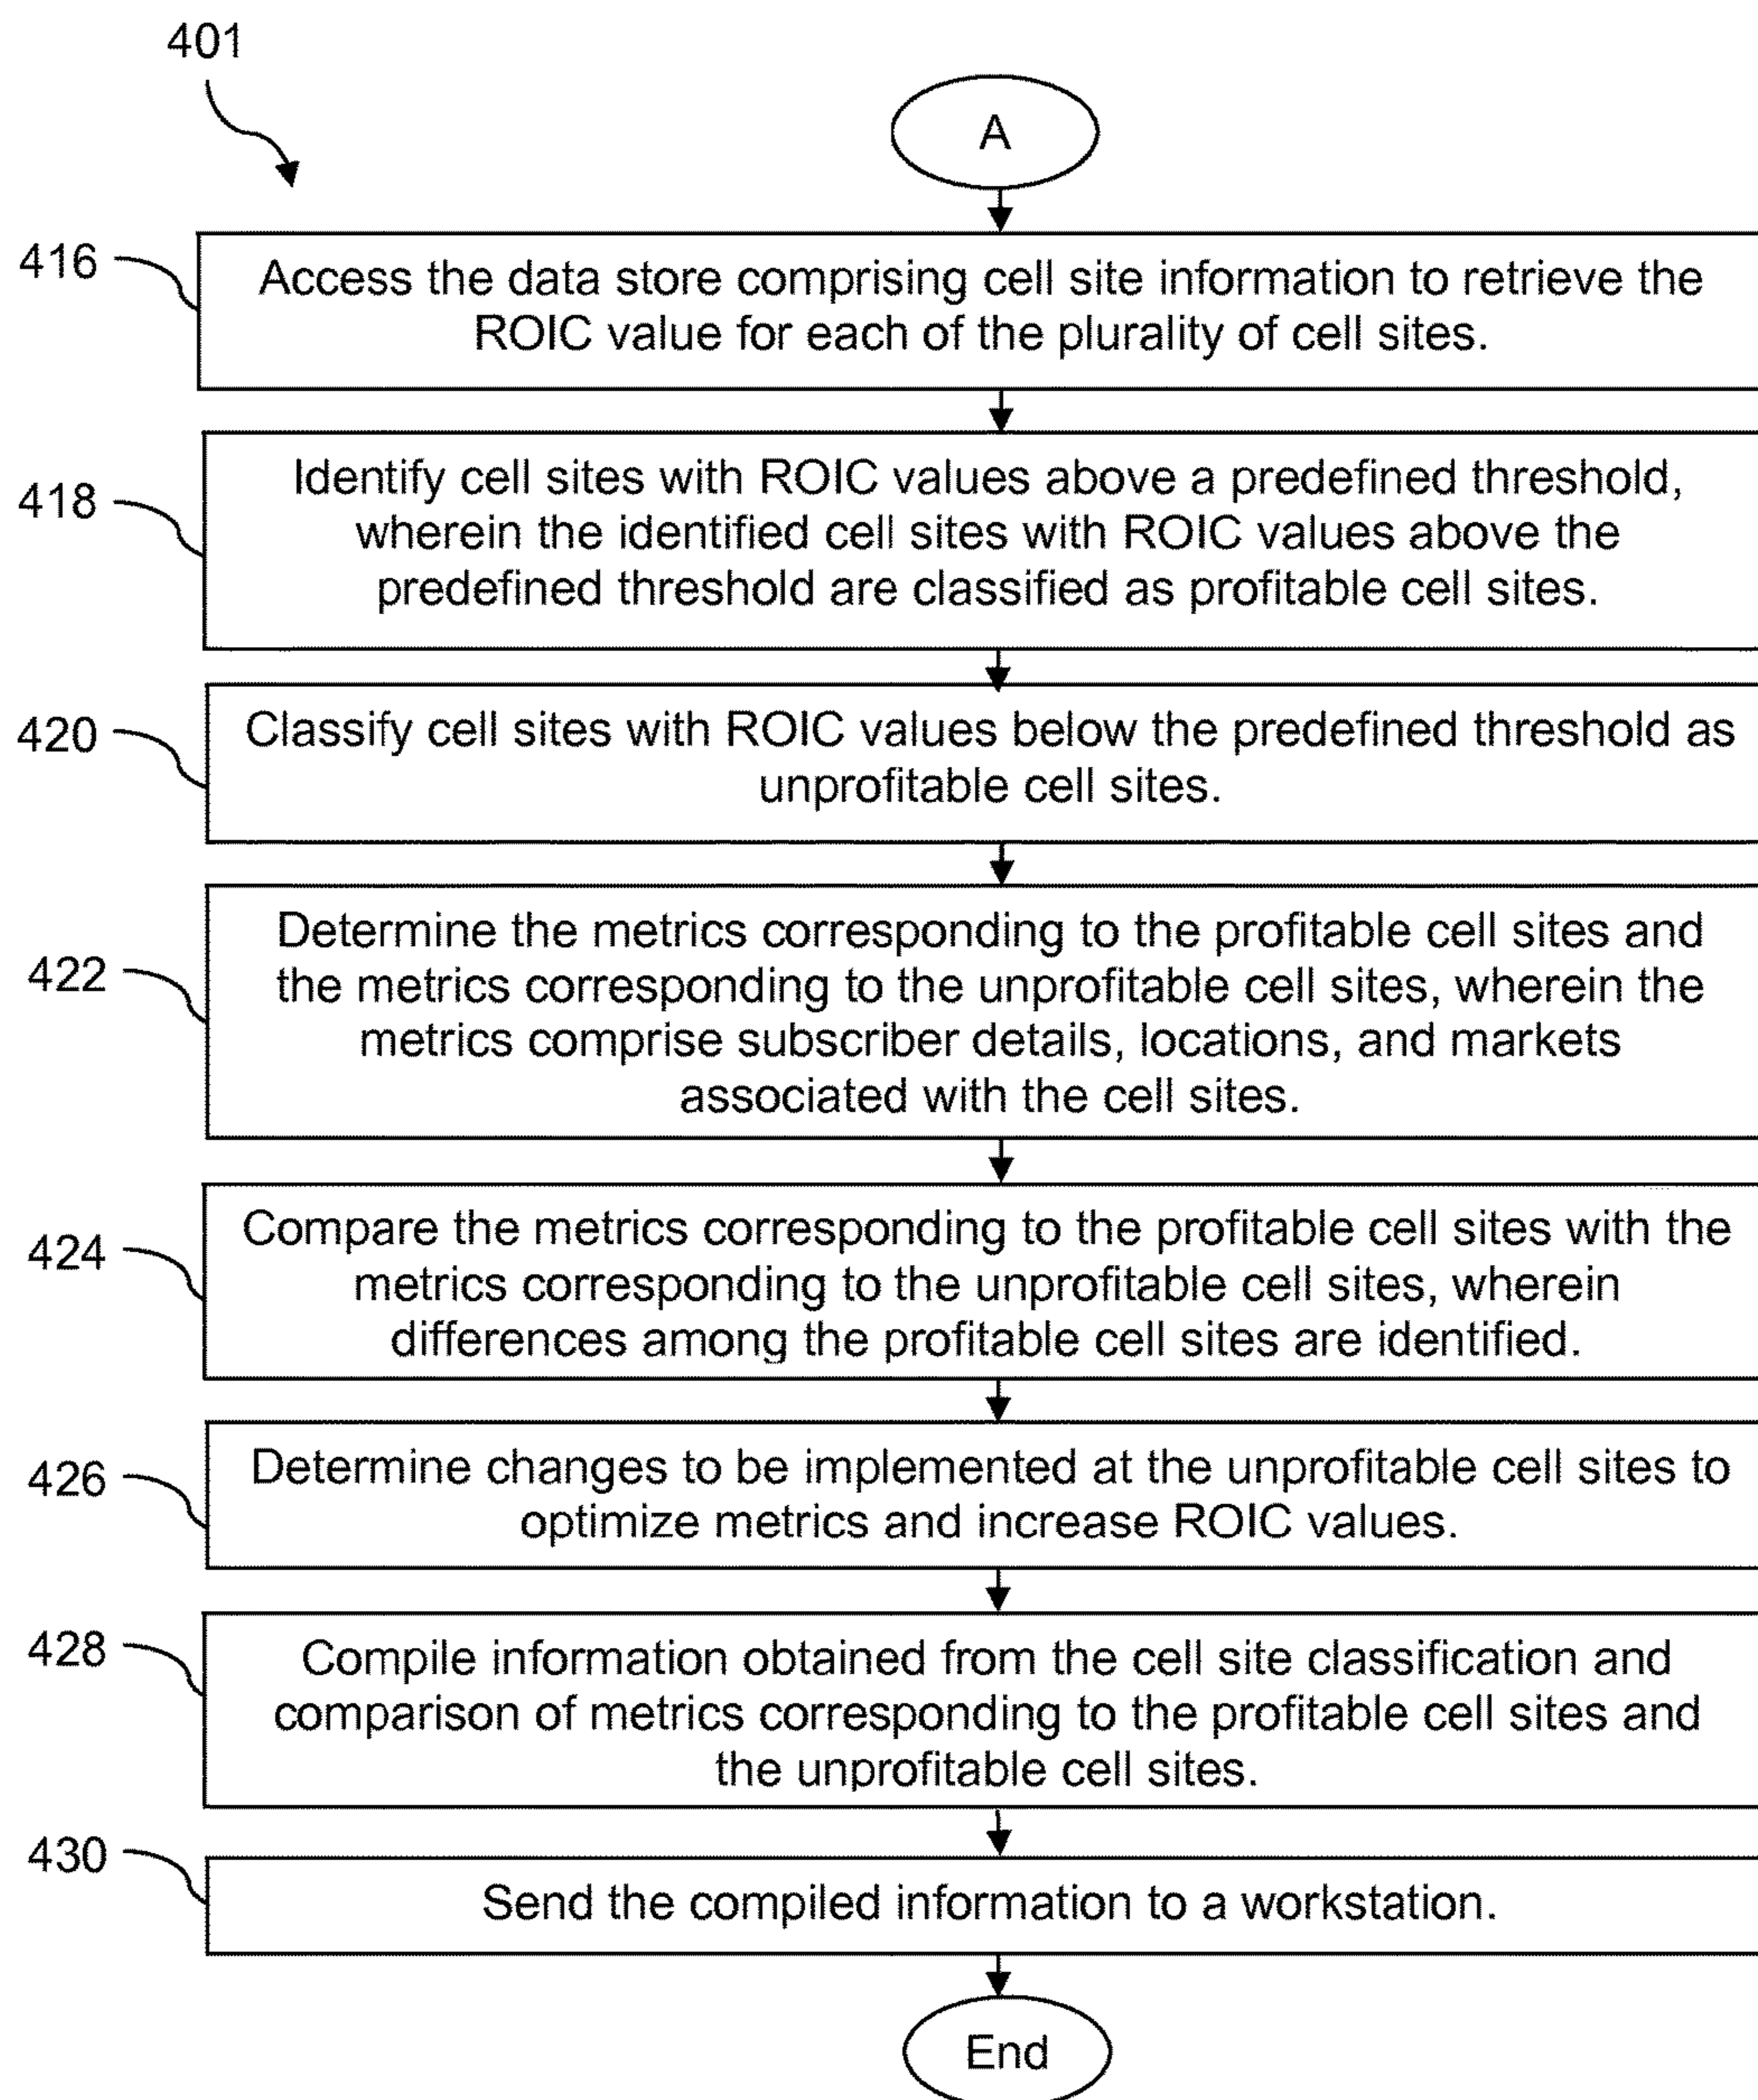 401
A
416
Access the data store comprising cell site information to retrieve the
ROIC value for each of the plurality of cell sites.
418
Identify cell sites with ROIC values above a predefined threshold,
wherein the identified cell sites with ROIC values above the
predefined threshold are classified as profitable cell sites.
420
Classify cell sites with ROIC values below the predefined threshold as
unprofitable cell sites.
422
Determine the metrics corresponding to the profitable cell sites and
the metrics corresponding to the unprofitable cell sites, wherein the
metrics comprise subscriber details, locations, and markets
associated with the cell sites.
424
Compare the metrics corresponding to the profitable cell sites with the
metrics corresponding to the unprofitable cell sites, wherein
differences among the profitable cell sites are identified.
426
Determine changes to be implemented at the unprofitable cell sites to
optimize metrics and increase ROIC values.
428
Compile information obtained from the cell site classification and
comparison of metrics corresponding to the profitable cell sites and
the unprofitable cell sites.
430
Send the compiled information to a workstation.
End